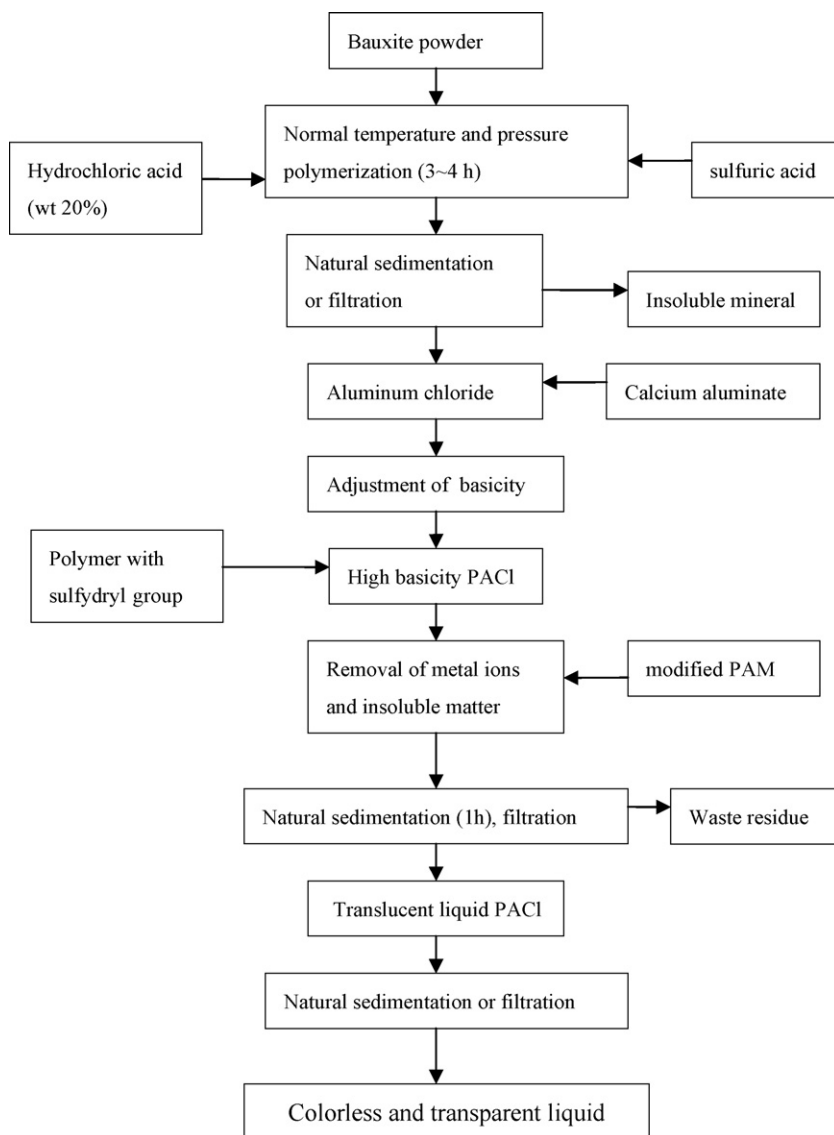 Bauxite powder
Normal temperature and pressure
polymerization (3~4 h)
Hydrochloric acid
(wt 20%)
sulfuric acid
Natural sedimentation
or filtration
Insoluble mineral
Aluminum chloride
Calcium aluminate
Adjustment of basicity
Polymer with
sulfydryl group
High basicity PACl
Removal of metal ions
and insoluble matter
modified PAM
Natural sedimentation (1h), filtration
Waste residue
Translucent liquid PACl
Natural sedimentation or filtration
Colorless and transparent liquid